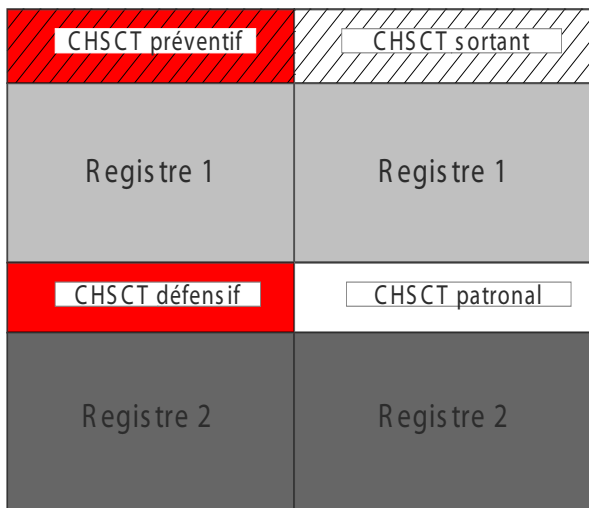 CHSCT préventif
CHSCT sortant
Registre 1
Registre 1
CHSCT défensif
CHSCT patronal
Registre 2
Registre 2